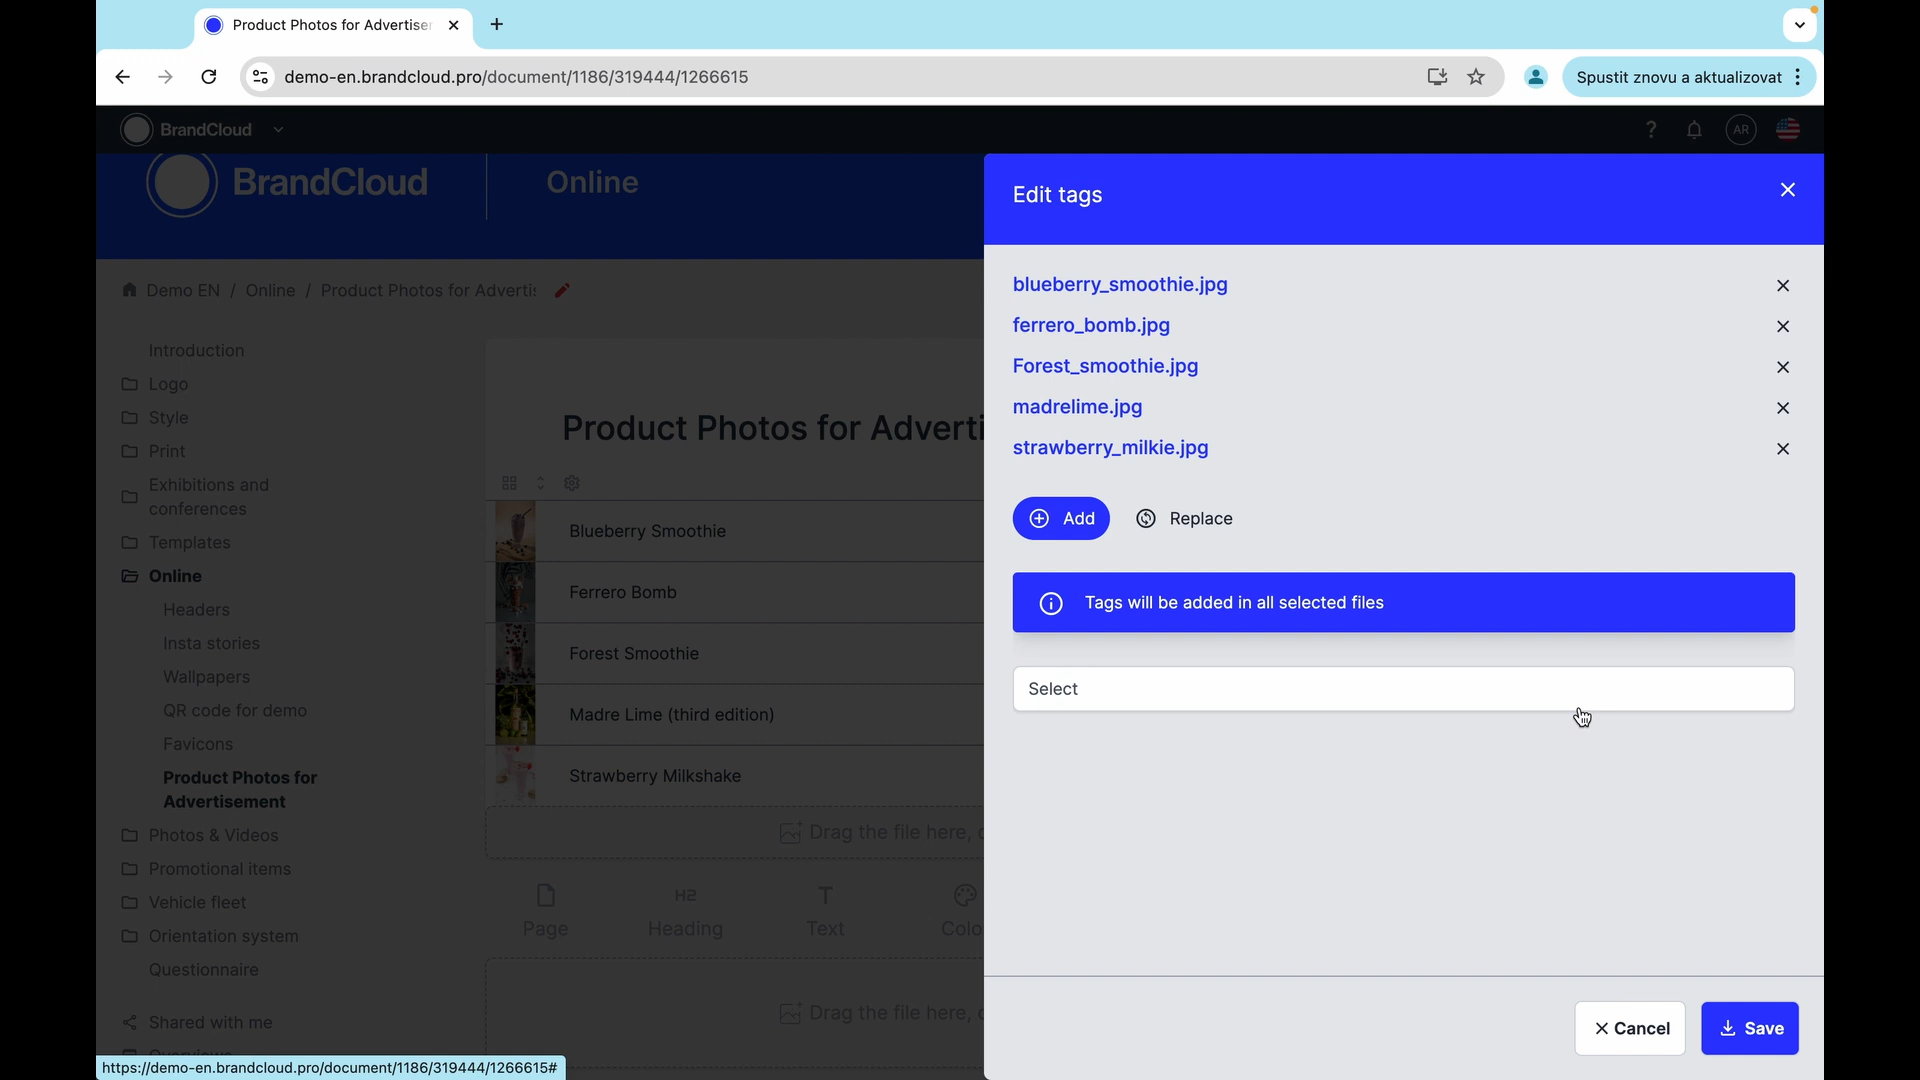 Product Photos for Advertise
demo-en.brandcloud.pro/document/1186/319444/1266615
Spustit znovu a aktualizovat
BrandCloud
?
AR
BrandCloud
Online
Edit tags
Demo EN / Online / Product Photos for Adverti
Introduction
Logo
Style
Print
Exhibitions and
conferences
Templates
Online
Headers
Insta stories
Wallpapers
QR code for demo
Favicons
Product Photos for
Advertisement
Photos & Videos
Promotional items
Vehicle fleet
Orientation system
Questionnaire
Shared with me
Product Photos for Adverti
Blueberry Smoothie
Ferrero Bomb
Forest Smoothie
Madre Lime (third edition)
Strawberry Milkshake
Drag the file here,
Page
H2
Heading
T
Text
Colo
Drag the file here,
blueberry_smoothie.jpg
ferrero_bomb.jpg
Forest_smoothie.jpg
madrelime.jpg
strawberry_milkie.jpg
Add
Replace
Tags will be added in all selected files
Select
Cancel
Save
https://demo-en.brandcloud.pro/document/1186/319444/1266615#